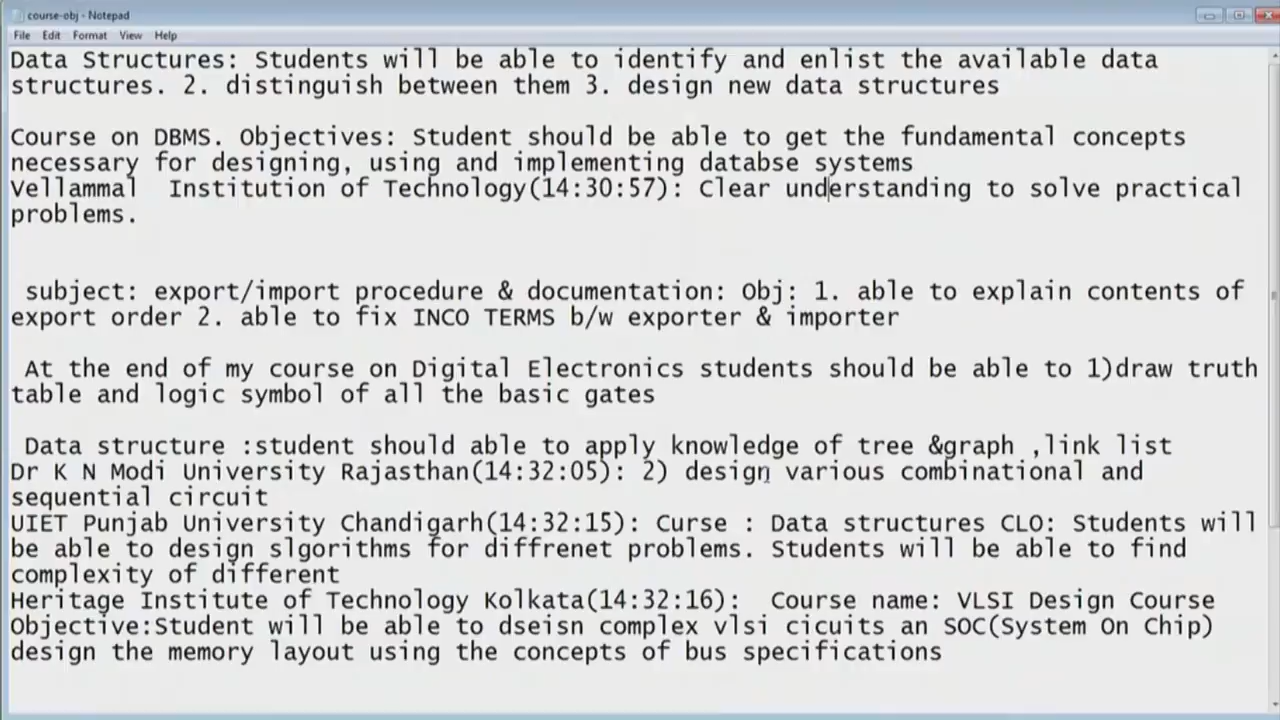 course-obj - Notepad
File Edit Format View Help
Data Structures: Students will be able to identify and enlist the available data
structures. 2. distinguish between them 3. design new data structures
Course on DBMS. Objectives: Student should be able to get the fundamental concepts
necessary for designing, using and implementing databse systems
Vellammal  Institution of Technology(14:30:57): Clear understanding to solve practical
problems.
subject: export/import procedure & documentation: Obj: 1. able to explain contents of
export order 2. able to fix INCO TERMS b/w exporter & importer
At the end of my course on Digital Electronics students should be able to 1)draw truth
table and logic symbol of all the basic gates
Data structure :student should able to apply knowledge of tree &graph ,link list
Dr K N Modi University Rajasthan(14:32:05): 2) design various combinational and
sequential circuit
UIET Punjab University Chandigarh(14:32:15): Curse : Data structures CLO: Students will
be able to design slgorithms for diffrenet problems. Students will be able to find
complexity of different
Heritage Institute of Technology Kolkata(14:32:16):  Course name: VLSI Design Course
Objective:Student will be able to dseisn complex vlsi cicuits an SOC(System On Chip)
design the memory layout using the concepts of bus specifications